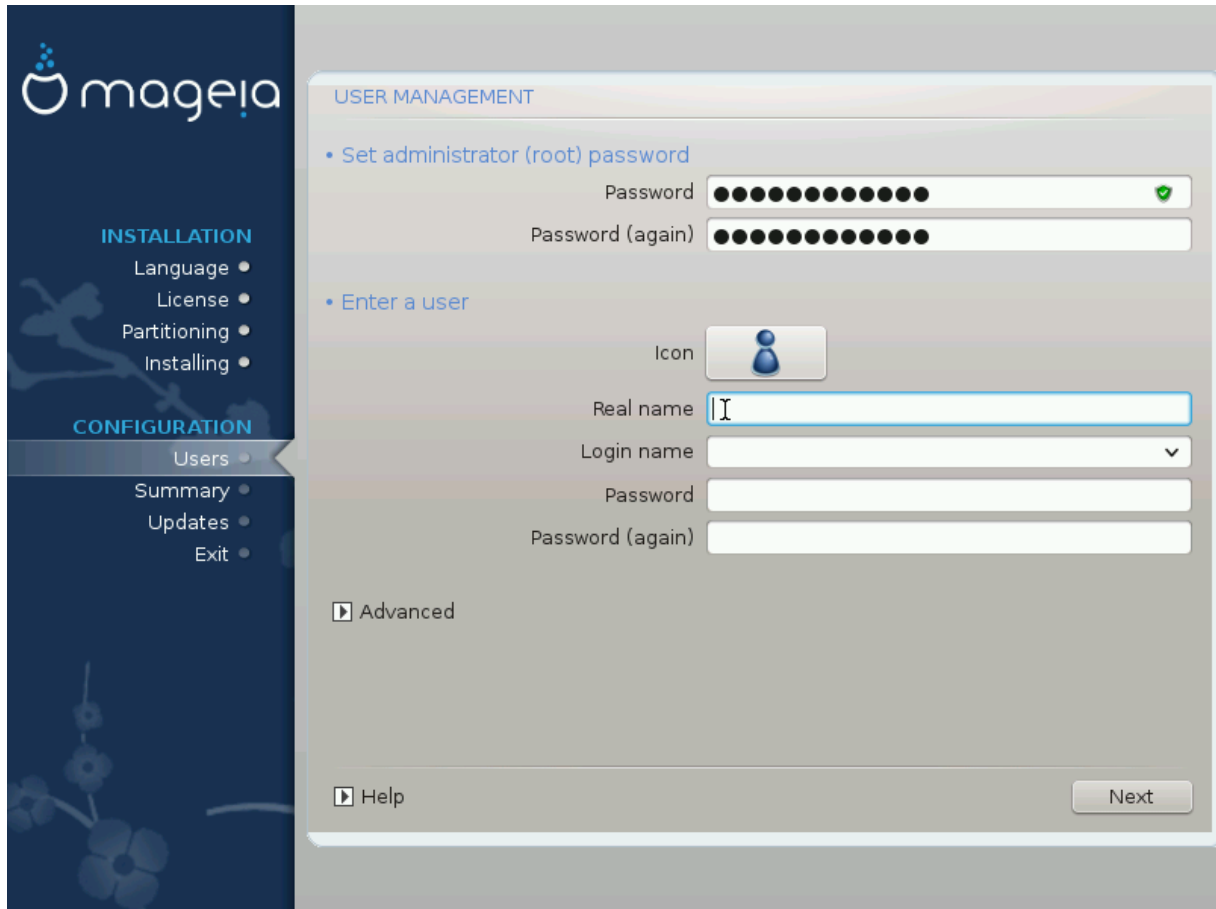 mageia
INSTALLATION
Language
License
Partitioning
Installing
CONFIGURATION
Users
Summary
Updates
Exit
USER MANAGEMENT
• Set administrator (root) password
Password ●●●●●●●●●●●●
Password (again) ●●●●●●●●●●●●
• Enter a user
Icon
Real name
Login name
Password
Password (again)
Advanced
Help
Next